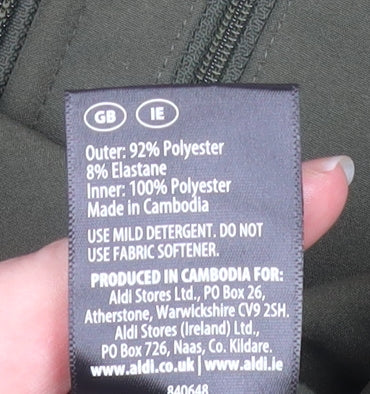 GB IE
Outer: 92% Polyester
8% Elastane
Inner: 100% Polyester
Made in Cambodia
USE MILD DETERGENT. DO NOT
USE FABRIC SOFTENER.
PRODUCED IN CAMBODIA FOR:
Aldi Stores Ltd., PO Box 26,
Atherstone, Warwickshire CV9 2SH.
Aldi Stores (Ireland) Ltd.,
PO Box 726, Naas, Co. Kildare.
www.aldi.co.uk | www.aldi.ie
840648